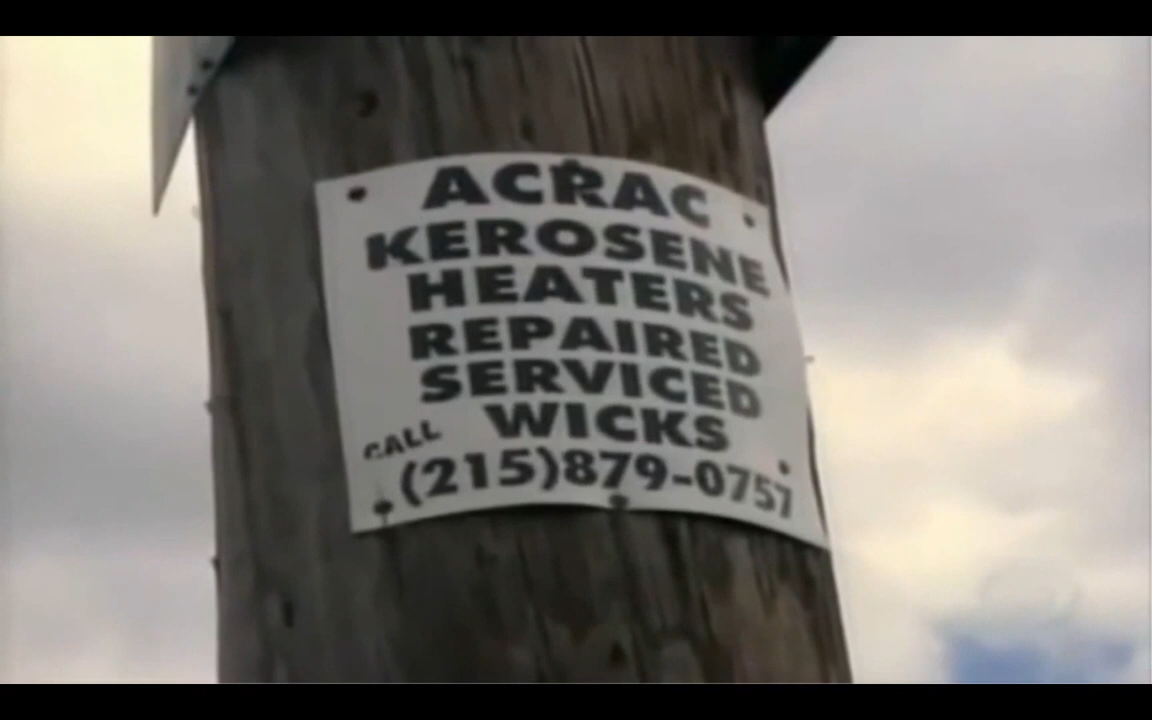 ACRAC
KEROSENE
HEATERS
REPAIRED
SERVICED
WICKS
CALL
(215)879-0757